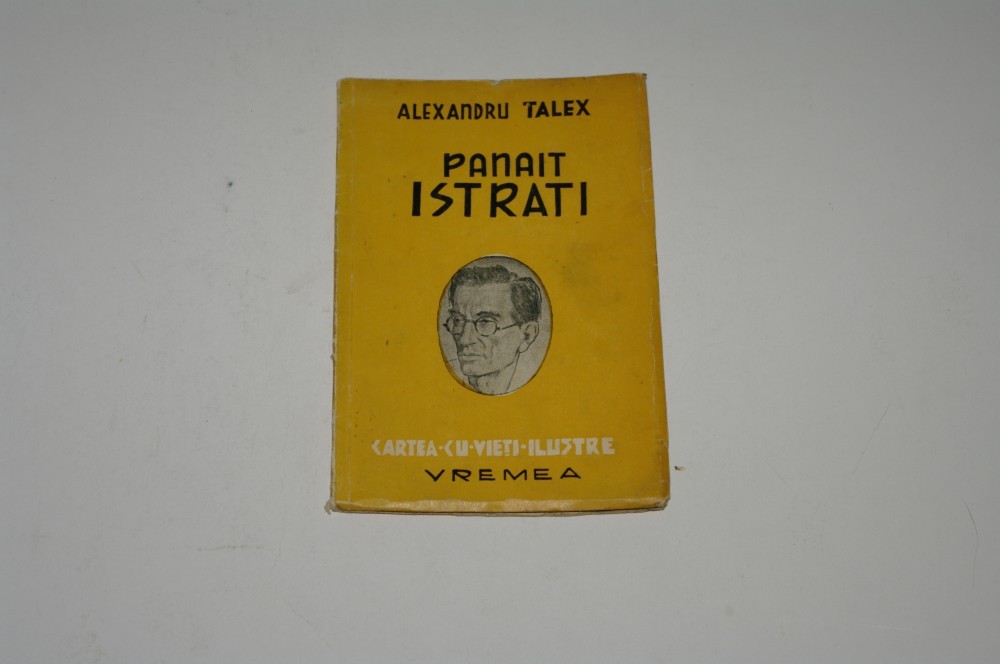 ALEXANDRU TALEX
PANAIT
ISTRATI
CARTEA·CU·VIEȚI·ILUSTRE
VREMEA